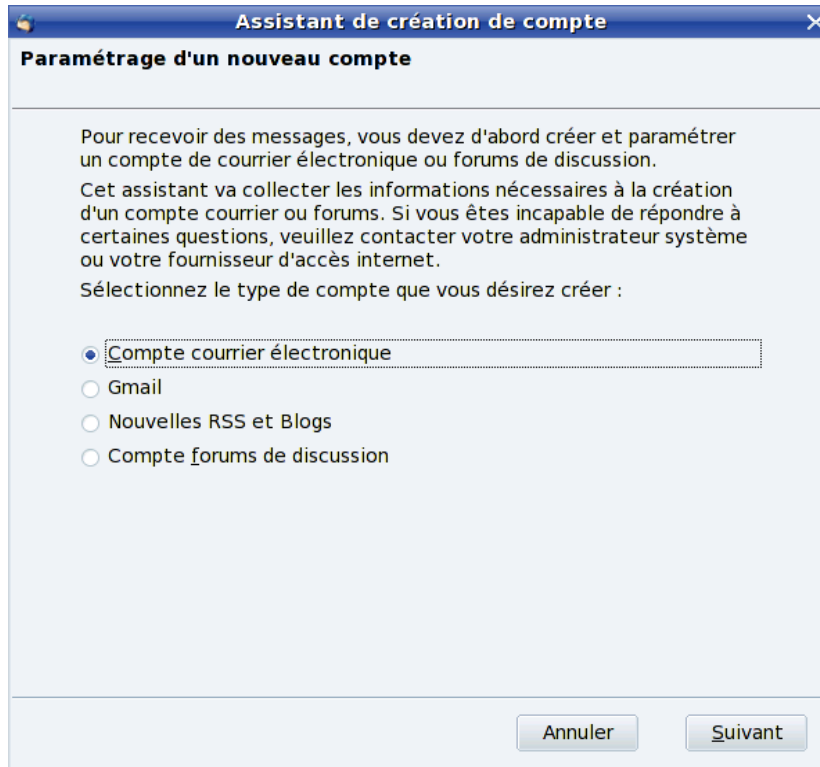 Assistant de création de compte
Paramétrage d'un nouveau compte
Pour recevoir des messages, vous devez d'abord créer et paramétrer
un compte de courrier électronique ou forums de discussion.
Cet assistant va collecter les informations nécessaires à la création
d'un compte courrier ou forums. Si vous êtes incapable de répondre à
certaines questions, veuillez contacter votre administrateur système
ou votre fournisseur d'accès internet.
Sélectionnez le type de compte que vous désirez créer :
Compte courrier électronique
Gmail
Nouvelles RSS et Blogs
Compte forums de discussion
Annuler Suivant